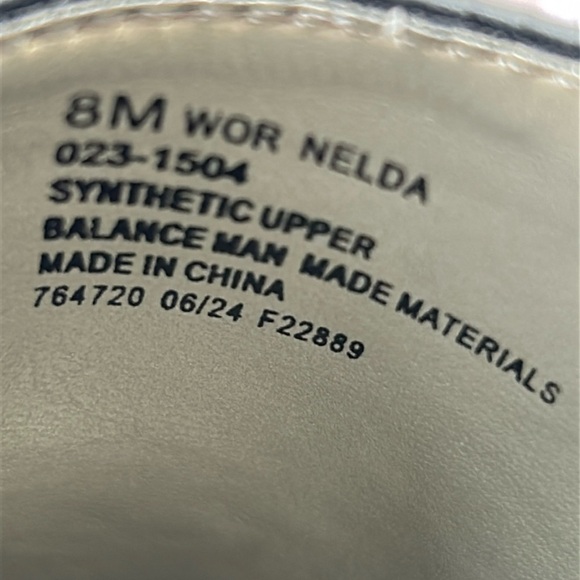 8M WOR NELDA
023-1504
SYNTHETIC UPPER
BALANCE MAN MADE MATERIALS
MADE IN CHINA
764720 06/24 F22889